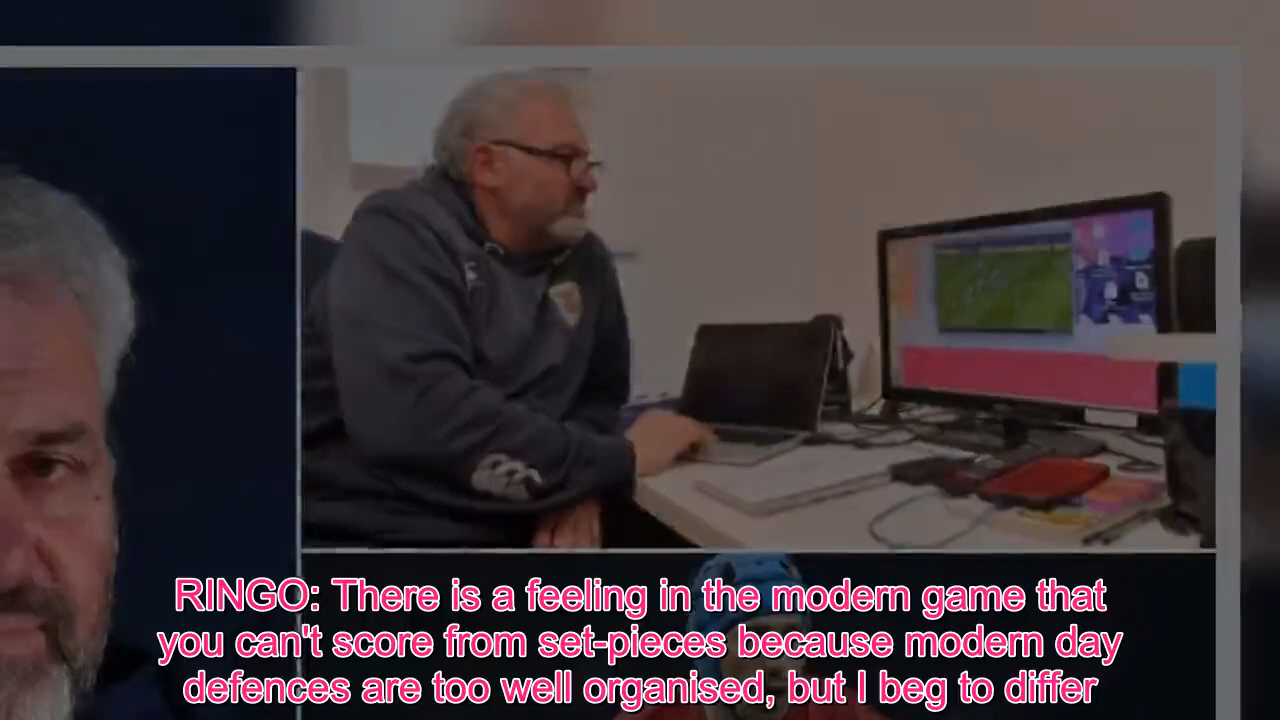 RINGO: There is a feeling in the modern game that
you can't score from set-pieces because modern day
defences are too well organised, but I beg to differ